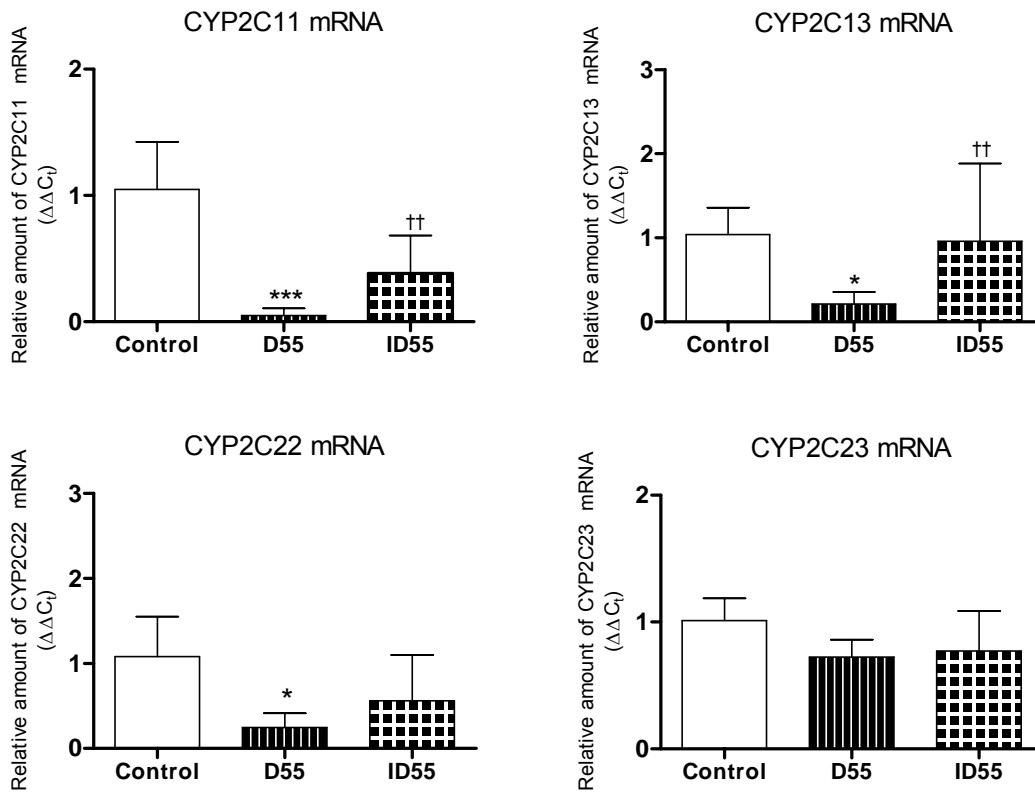 CYP2C11 mRNA
Relative amount of CYP2C11 mRNA
(ΔΔCt)
2
1
0
***
††
Control D55 ID55
CYP2C13 mRNA
Relative amount of CYP2C13 mRNA
(ΔΔCt)
3
2
1
0
*
††
Control D55 ID55
CYP2C22 mRNA
Relative amount of CYP2C22 mRNA
(ΔΔCt)
3
2
1
0
*
Control D55 ID55
CYP2C23 mRNA
Relative amount of CYP2C23 mRNA
(ΔΔCt)
2
1
0
Control D55 ID55